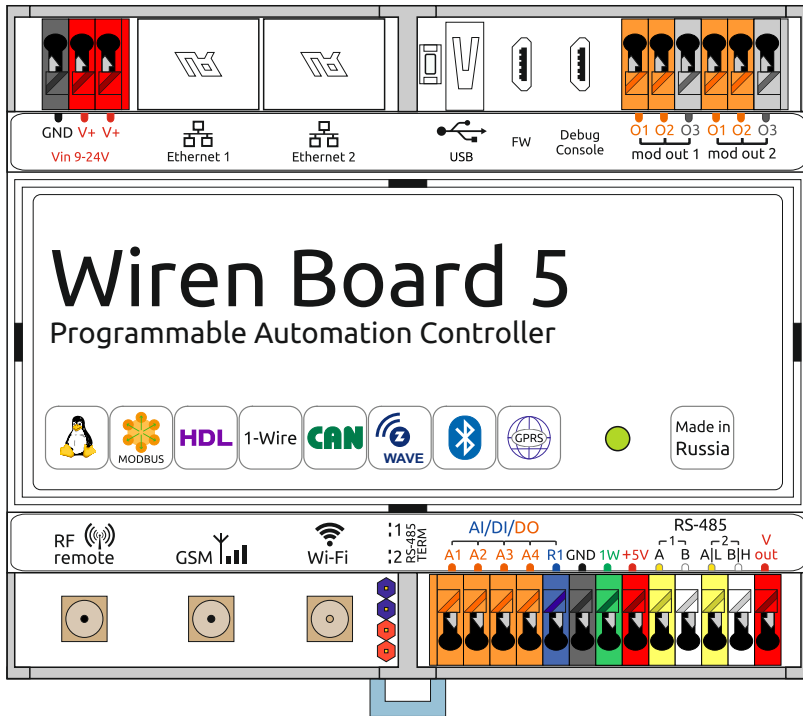 GND V+ V+
Vin 9-24V
Ethernet 1
Ethernet 2
USB
FW
Debug
Console
O1 O2 O3 O1 O2 O3
mod out 1 mod out 2
Wiren Board 5
Programmable Automation Controller
MODBUS
HDL
1-Wire
CAN
Z
WAVE
GPRS
Made in
Russia
RF
remote
GSM
Wi-Fi
1
2
RS-485
TERM
AI/DI/DO
A1 A2 A3 A4 R1 GND 1W +5V
RS-485
1 2
A B A|L B|H
V
out